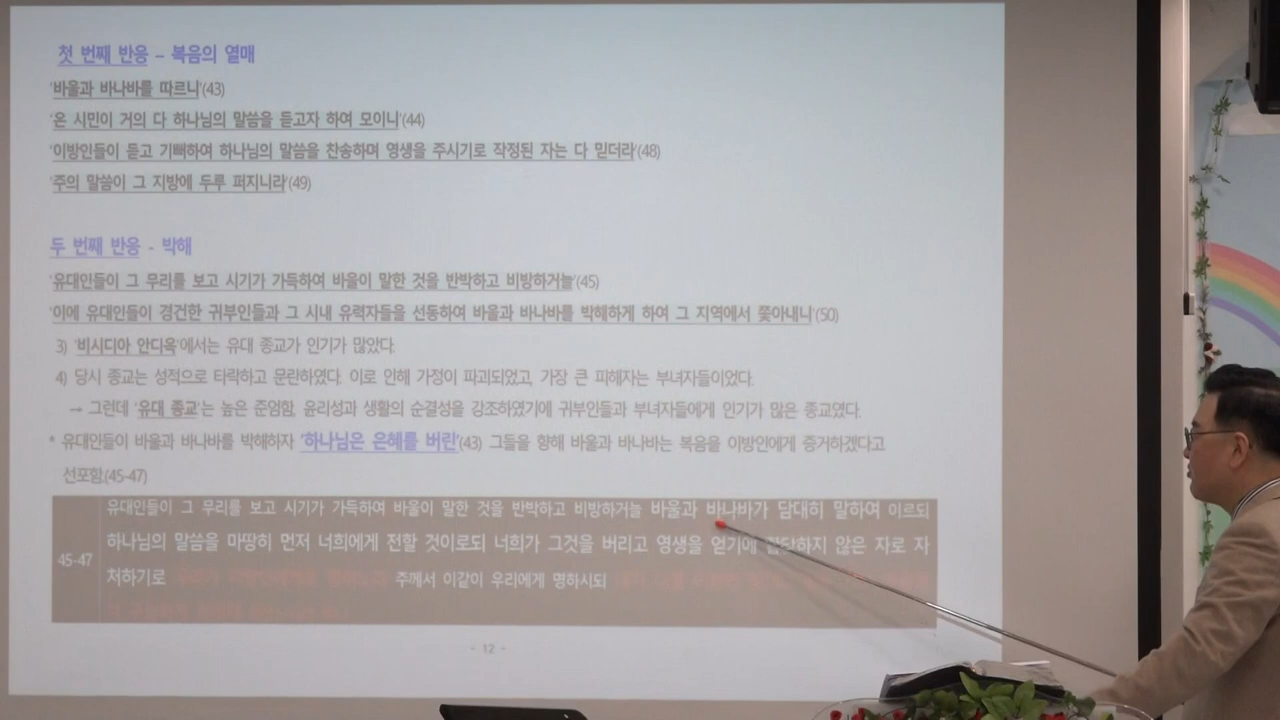 첫 번째 반응 – 복음의 열매
‘바울과 바나바를 따르니’(43)
‘온 시민이 거의 다 하나님의 말씀을 듣고자 하여 모이니’(44)
‘이방인들이 듣고 기뻐하여 하나님의 말씀을 찬송하며 영생을 주시기로 작정된 자는 다 믿더라’(48)
‘주의 말씀이 그 지방에 두루 퍼지니라’(49)
두 번째 반응 - 박해
‘유대인들이 그 무리를 보고 시기가 가득하여 바울이 말한 것을 반박하고 비방하거늘’(45)
‘이에 유대인들이 경건한 귀부인들과 그 시내 유력자들을 선동하여 바울과 바나바를 박해하게 하여 그 지역에서 쫓아내니’(50)
3) ‘비시디아 안디옥’에서는 유대 종교가 인기가 많았다.
4) 당시 종교는 성적으로 타락하고 문란하였다. 이로 인해 가정이 파괴되었고, 가장 큰 피해자는 부녀자들이었다.
→ 그런데 ‘유대 종교’는 높은 준엄함, 윤리성과 생활의 순결성을 강조하였기에 귀부인들과 부녀자들에게 인기가 많은 종교였다.
* 유대인들이 바울과 바나바를 박해하자 ‘하나님은 은혜를 버린’(43) 그들을 향해 바울과 바나바는 복음을 이방인에게 증거하겠다고
선포함.(45-47)
유대인들이 그 무리를 보고 시기가 가득하여 바울이 말한 것을 반박하고 비방하거늘 바울과 바나바가 담대히 말하여 이르되
하나님의 말씀을 마땅히 먼저 너희에게 전할 것이로되 너희가 그것을 버리고 영생을 얻기에 합당하지 않은 자로 자
45-47
처하기로 주께서 이같이 우리에게 명하시되
- 12 -